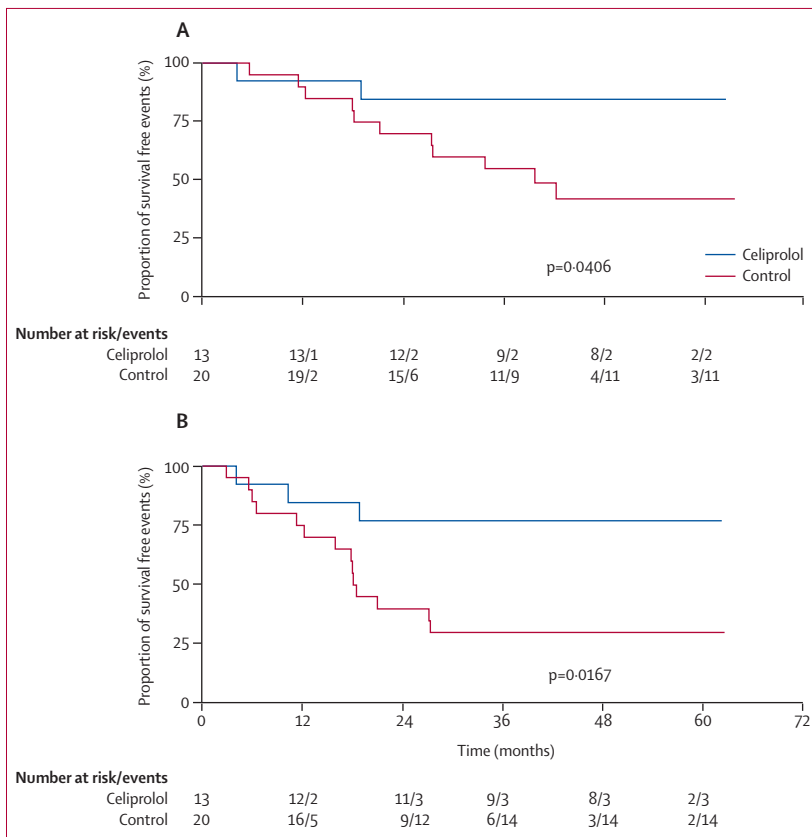 A
Proportion of survival free events (%)
100
75
50
25
0
p=0·0406
Celiprolol
Control
Number at risk/events
Celiprolol 13 13/1 12/2 9/2 8/2 2/2
Control 20 19/2 15/6 11/9 4/11 3/11
B
Proportion of survival free events (%)
100
75
50
25
0
p=0·0167
0 12 24 36 48 60 72
Time (months)
Number at risk/events
Celiprolol 13 12/2 11/3 9/3 8/3 2/3
Control 20 16/5 9/12 6/14 3/14 2/14